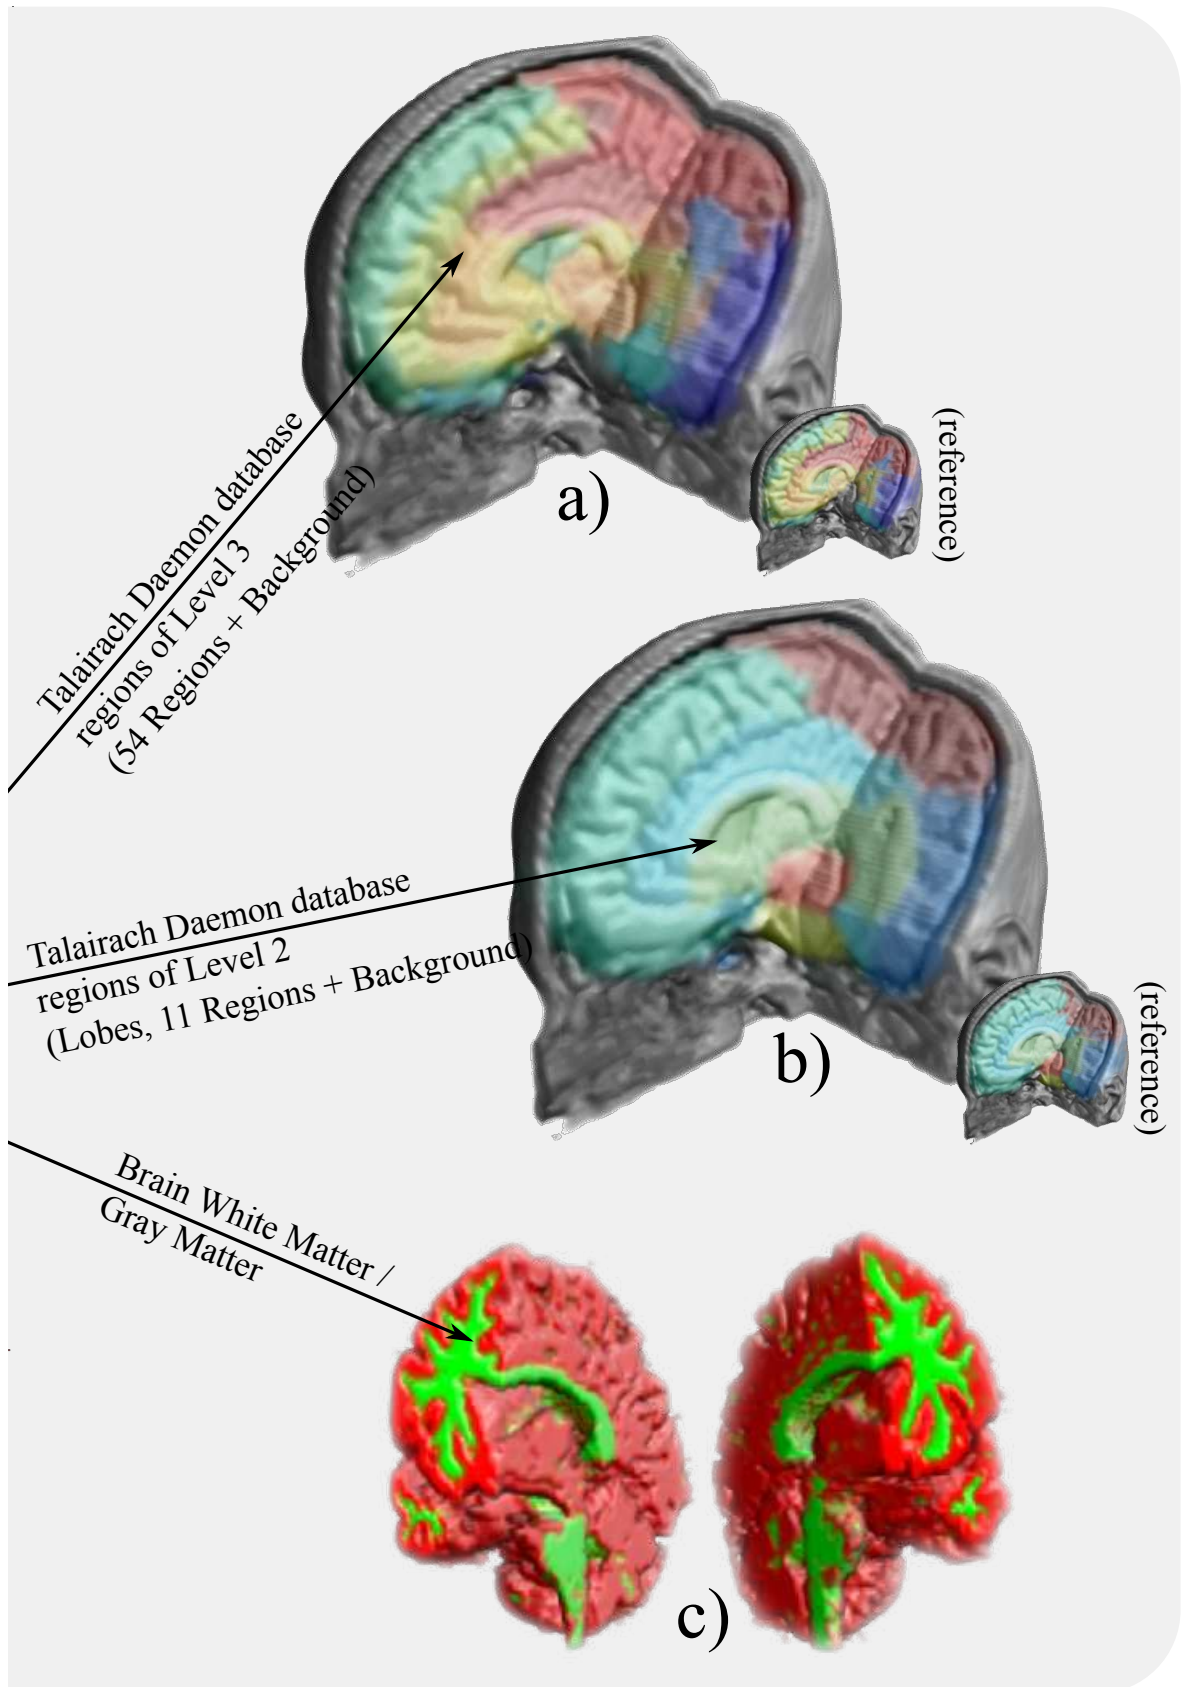 Talairach Daemon database
regions of Level 3
(54 Regions + Background)
a)
(reference)
Talairach Daemon database
regions of Level 2
(Lobes, 11 Regions + Background)
b)
(reference)
Brain White Matter /
Gray Matter
c)